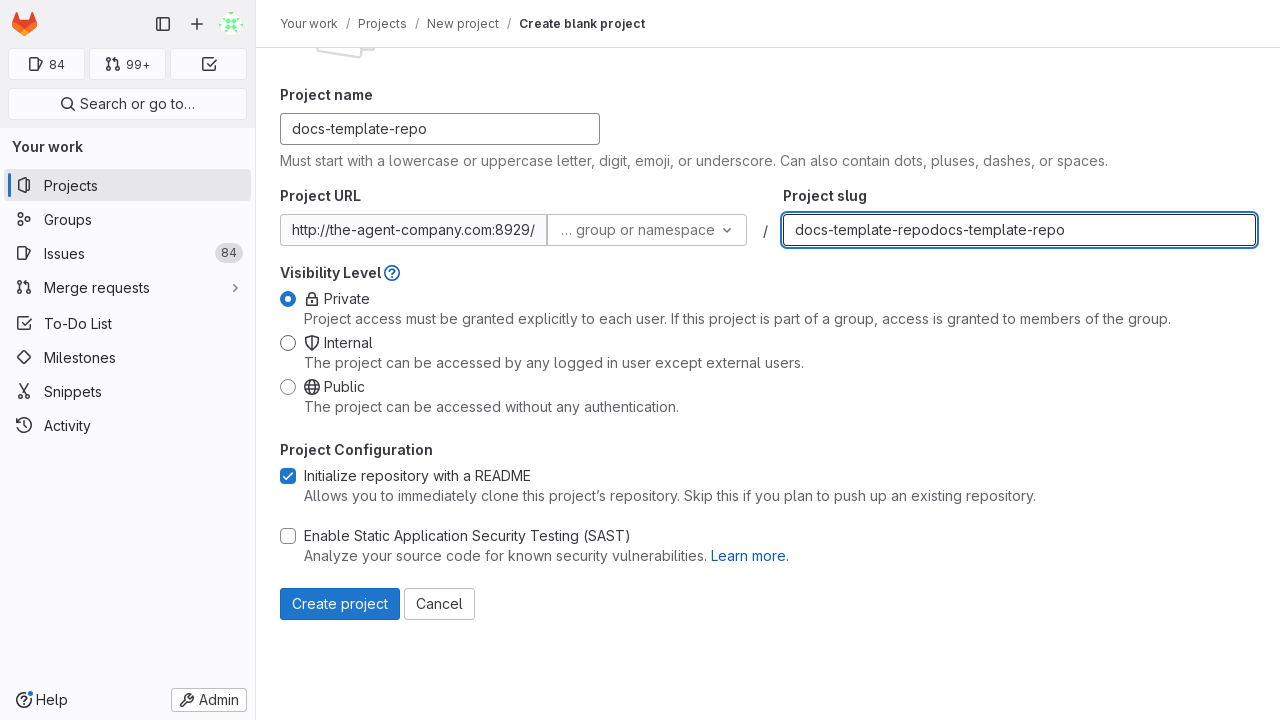 Your work / Projects / New project / Create blank project
84
99+
Search or go to…
Your work
Projects
Groups
Issues 84
Merge requests
To-Do List
Milestones
Snippets
Activity
Help
Admin
Project name
docs-template-repo
Must start with a lowercase or uppercase letter, digit, emoji, or underscore. Can also contain dots, pluses, dashes, or spaces.
Project URL
http://the-agent-company.com:8929/
… group or namespace
/
Project slug
docs-template-repodocs-template-repo
Visibility Level
Private
Project access must be granted explicitly to each user. If this project is part of a group, access is granted to members of the group.
Internal
The project can be accessed by any logged in user except external users.
Public
The project can be accessed without any authentication.
Project Configuration
Initialize repository with a README
Allows you to immediately clone this project’s repository. Skip this if you plan to push up an existing repository.
Enable Static Application Security Testing (SAST)
Analyze your source code for known security vulnerabilities. Learn more.
Create project
Cancel